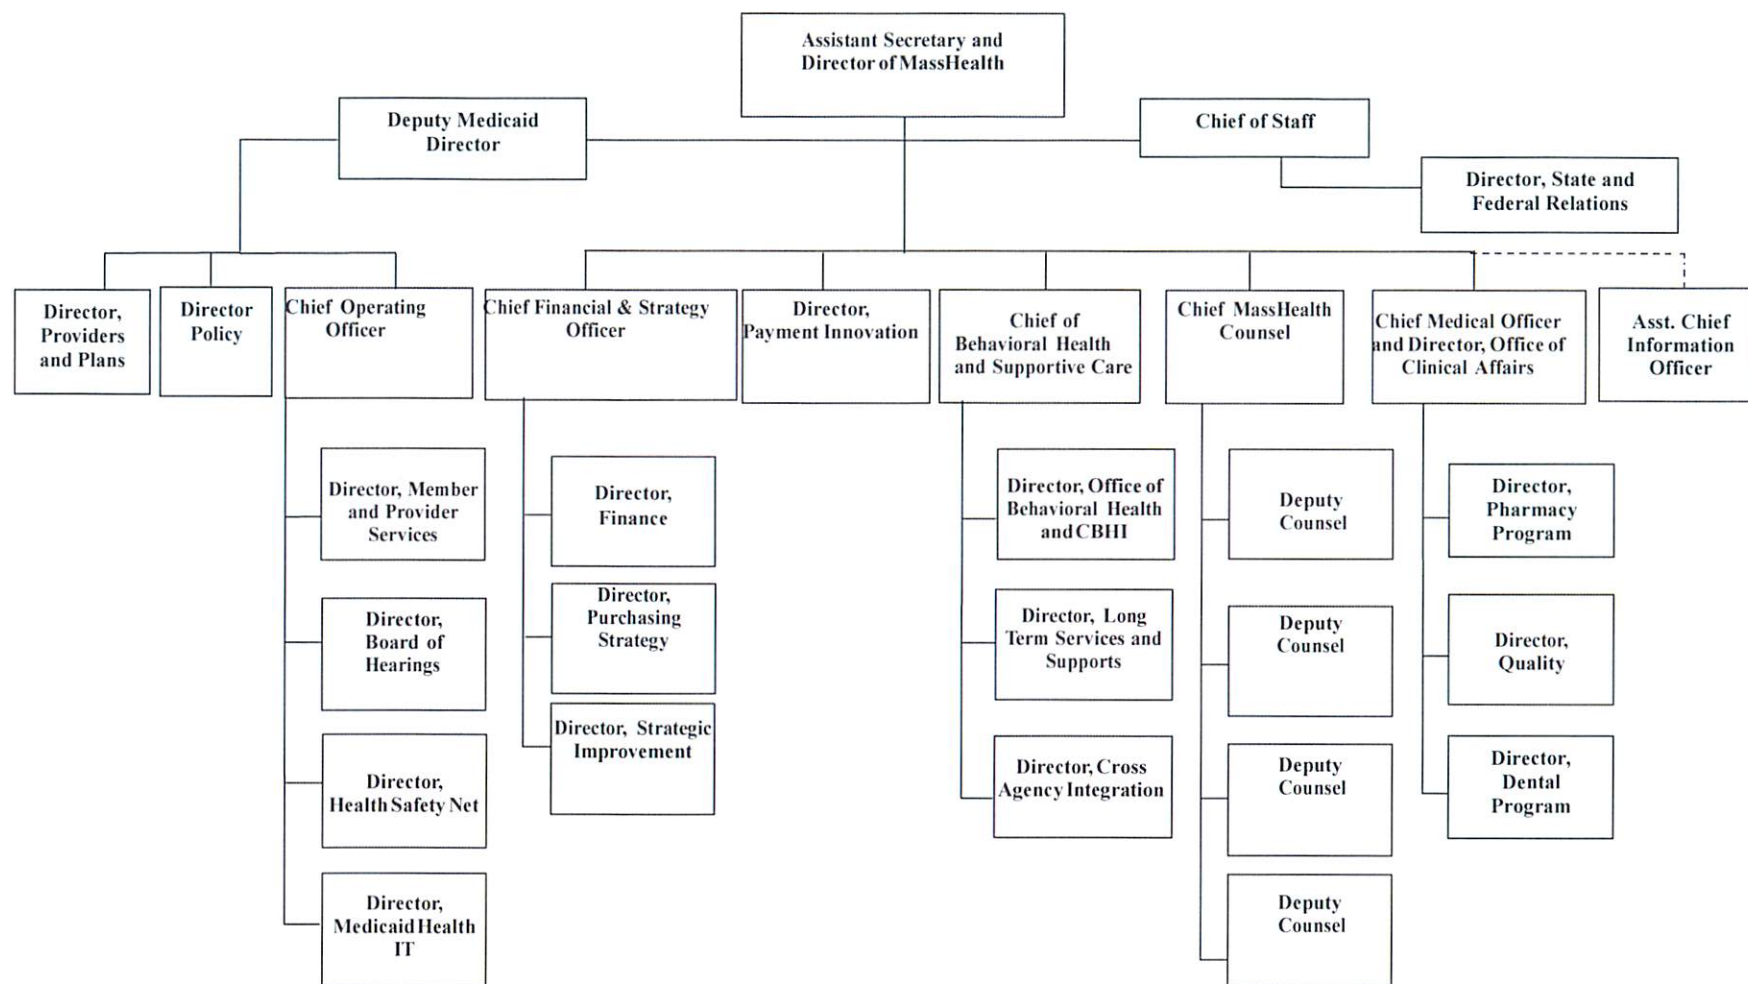 Assistant Secretary and
Director of MassHealth
Deputy Medicaid
Director
Chief of Staff
Director, State and
Federal Relations
Director,
Providers
and Plans
Director
Policy
Chief Operating
Officer
Chief Financial & Strategy
Officer
Director,
Payment Innovation
Chief of
Behavioral Health
and Supportive Care
Chief MassHealth
Counsel
Chief Medical Officer
and Director, Office of
Clinical Affairs
Asst. Chief
Information
Officer
Director, Member
and Provider
Services
Director,
Board of
Hearings
Director,
Health Safety Net
Director,
Medicaid Health
IT
Director,
Finance
Director,
Purchasing
Strategy
Director, Strategic
Improvement
Director, Office of
Behavioral Health
and CBHI
Director, Long
Term Services and
Supports
Director, Cross
Agency Integration
Deputy
Counsel
Deputy
Counsel
Deputy
Counsel
Deputy
Counsel
Director,
Pharmacy
Program
Director,
Quality
Director,
Dental
Program